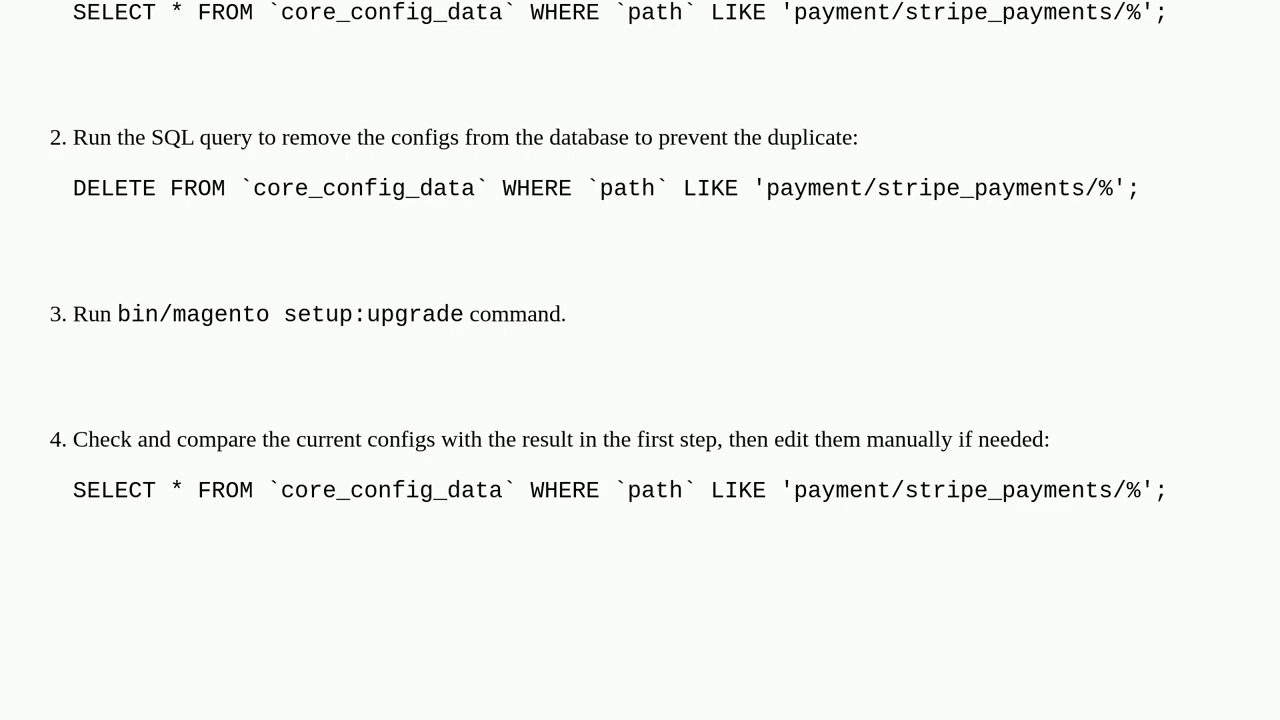 SELECT * FROM `core_config_data` WHERE `path` LIKE 'payment/stripe_payments/%';
2. Run the SQL query to remove the configs from the database to prevent the duplicate:
DELETE FROM `core_config_data` WHERE `path` LIKE 'payment/stripe_payments/%';
3. Run bin/magento setup:upgrade command.
4. Check and compare the current configs with the result in the first step, then edit them manually if needed:
SELECT * FROM `core_config_data` WHERE `path` LIKE 'payment/stripe_payments/%';